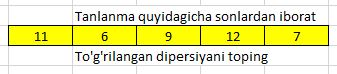 Tanlanma quyidagicha sonlardan iborat
11 6 9 12 7
To'g'rilangan dipersiyani toping